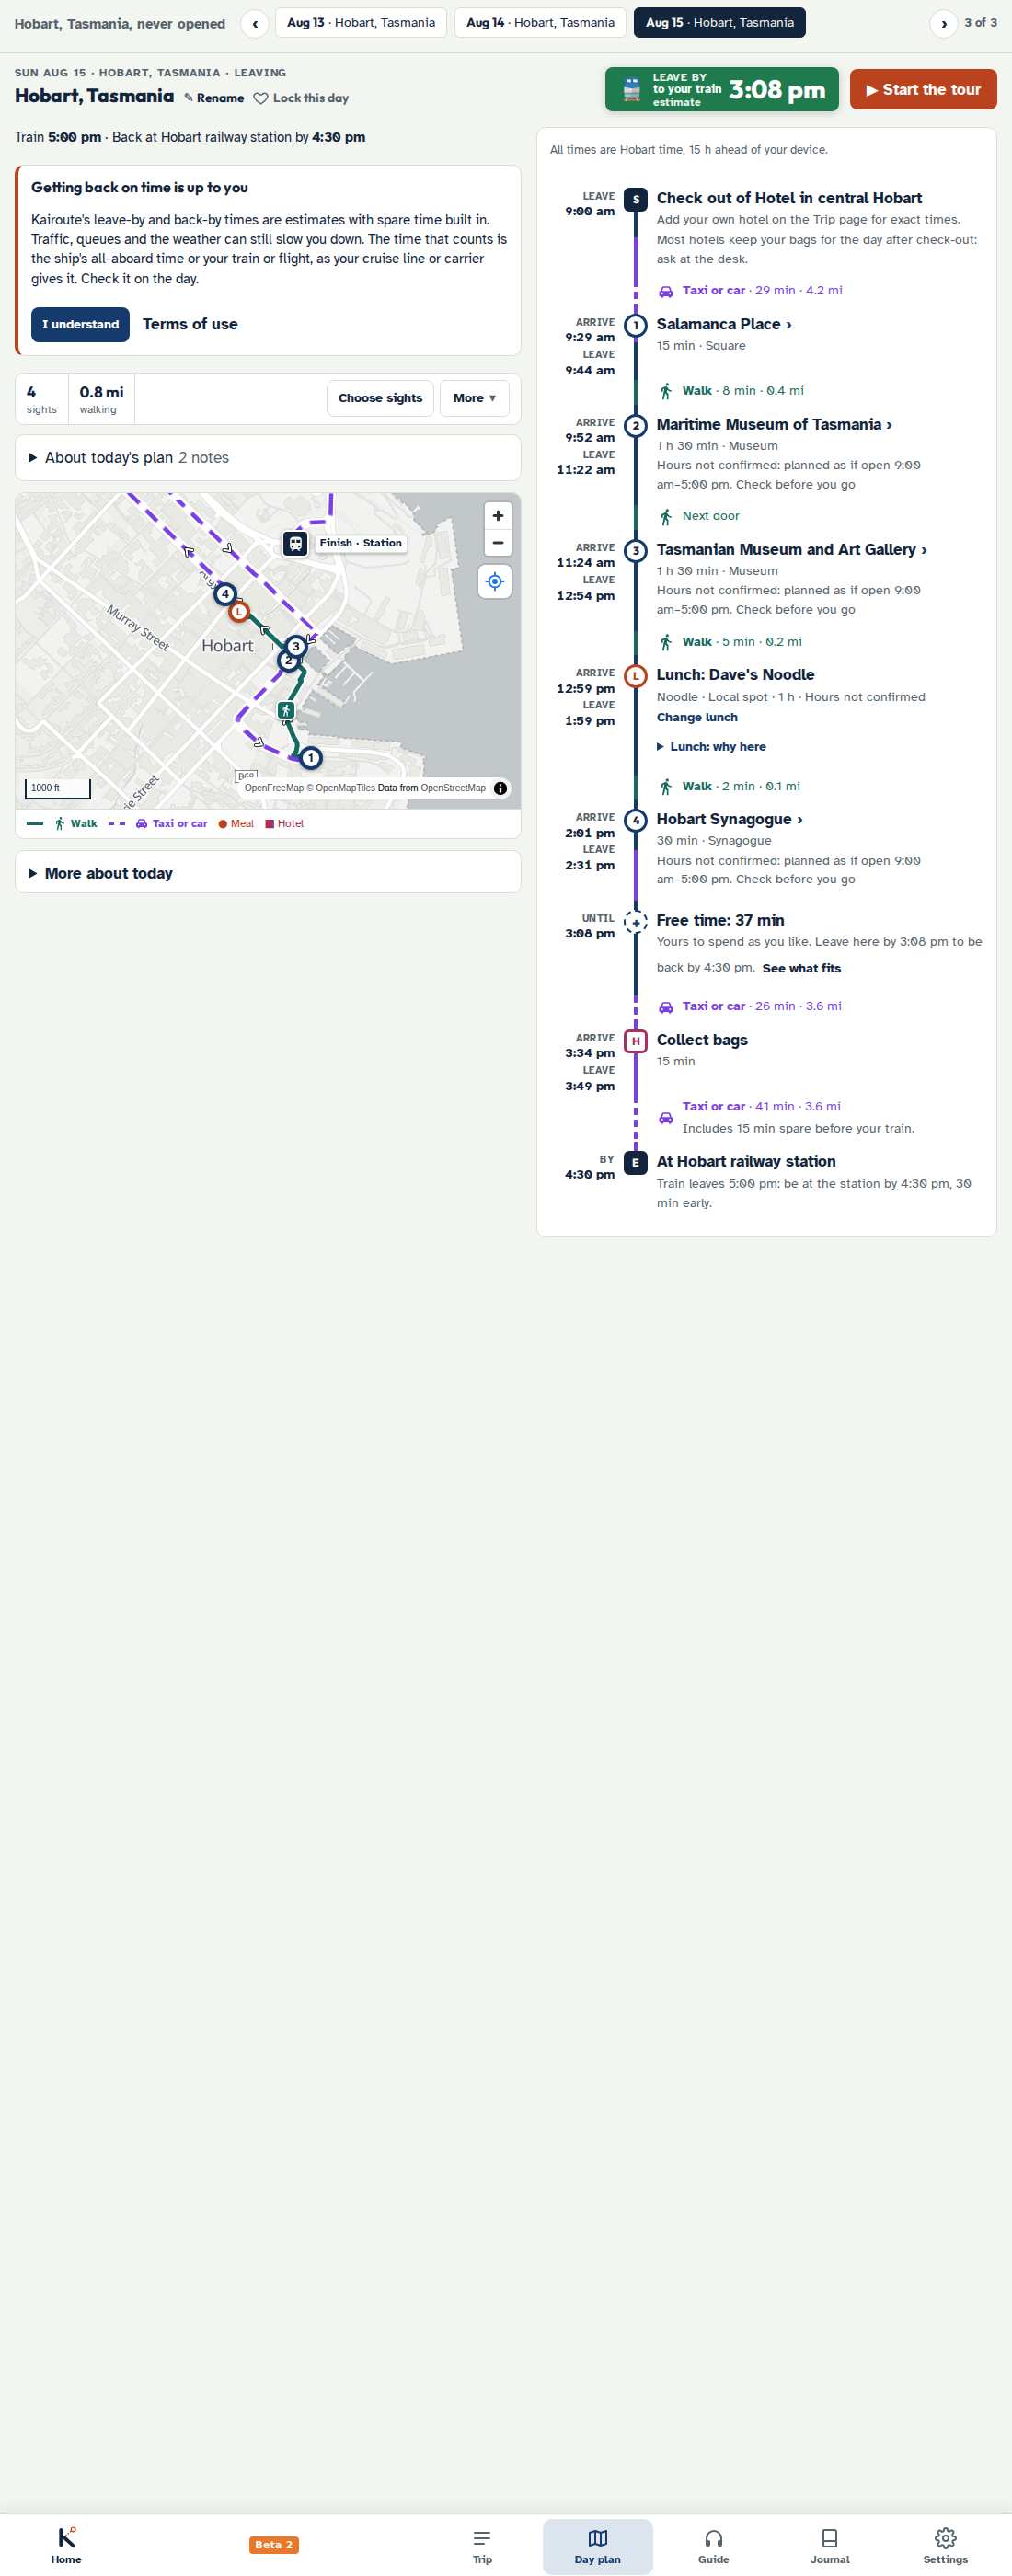 Hobart, Tasmania, never opened
‹
Aug 13 · Hobart, Tasmania
Aug 14 · Hobart, Tasmania
Aug 15 · Hobart, Tasmania
›
3 of 3
SUN AUG 15 · HOBART, TASMANIA · LEAVING
Hobart, Tasmania
✎ Rename
Lock this day
LEAVE BY
to your train
estimate
3:08 pm
▶ Start the tour
Train 5:00 pm · Back at Hobart railway station by 4:30 pm
Getting back on time is up to you
Kairoute's leave-by and back-by times are estimates with spare time built in.
Traffic, queues and the weather can still slow you down. The time that counts is
the ship's all-aboard time or your train or flight, as your cruise line or carrier
gives it. Check it on the day.
I understand
Terms of use
4
sights
0.8 mi
walking
Choose sights
More ▼
▶ About today's plan 2 notes
+
−
Finish · Station
4
L
Murray Street
Hobart
3
2
1
B68
ie Street
1000 ft
OpenFreeMap © OpenMapTiles Data from OpenStreetMap
Walk
Taxi or car
Meal
Hotel
▶ More about today
All times are Hobart time, 15 h ahead of your device.
LEAVE
9:00 am
S
Check out of Hotel in central Hobart
Add your own hotel on the Trip page for exact times.
Most hotels keep your bags for the day after check-out:
ask at the desk.
Taxi or car · 29 min · 4.2 mi
ARRIVE
9:29 am
LEAVE
9:44 am
1
Salamanca Place ›
15 min · Square
Walk · 8 min · 0.4 mi
ARRIVE
9:52 am
LEAVE
11:22 am
2
Maritime Museum of Tasmania ›
1 h 30 min · Museum
Hours not confirmed: planned as if open 9:00
am–5:00 pm. Check before you go
Next door
ARRIVE
11:24 am
LEAVE
12:54 pm
3
Tasmanian Museum and Art Gallery ›
1 h 30 min · Museum
Hours not confirmed: planned as if open 9:00
am–5:00 pm. Check before you go
Walk · 5 min · 0.2 mi
ARRIVE
12:59 pm
LEAVE
1:59 pm
L
Lunch: Dave's Noodle
Noodle · Local spot · 1 h · Hours not confirmed
Change lunch
▶ Lunch: why here
Walk · 2 min · 0.1 mi
ARRIVE
2:01 pm
LEAVE
2:31 pm
4
Hobart Synagogue ›
30 min · Synagogue
Hours not confirmed: planned as if open 9:00
am–5:00 pm. Check before you go
UNTIL
3:08 pm
+
Free time: 37 min
Yours to spend as you like. Leave here by 3:08 pm to be
back by 4:30 pm. See what fits
Taxi or car · 26 min · 3.6 mi
ARRIVE
3:34 pm
LEAVE
3:49 pm
H
Collect bags
15 min
Taxi or car · 41 min · 3.6 mi
Includes 15 min spare before your train.
BY
4:30 pm
E
At Hobart railway station
Train leaves 5:00 pm: be at the station by 4:30 pm, 30
min early.
Home
Beta 2
Trip
Day plan
Guide
Journal
Settings